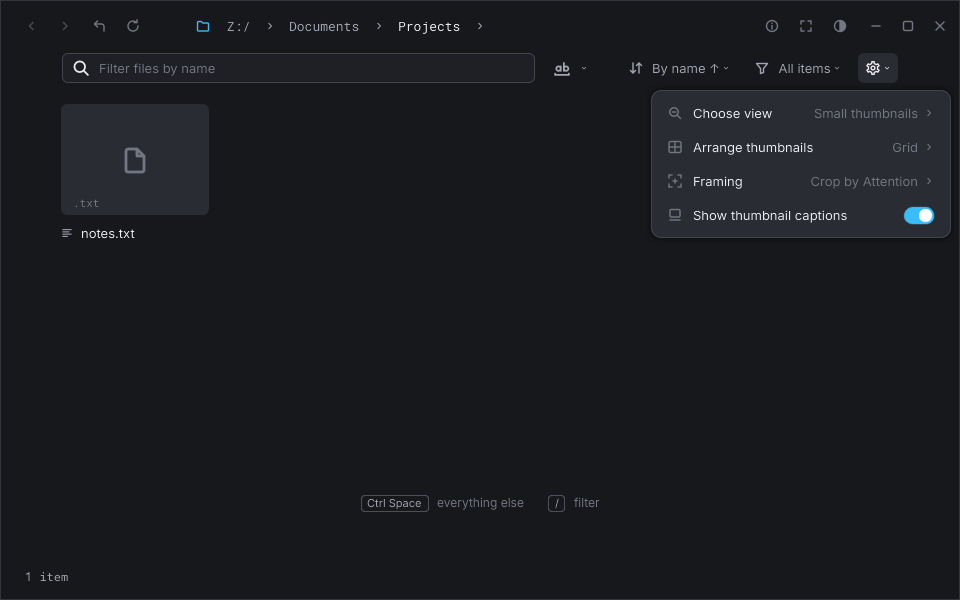 Z:/ Documents Projects
Filter files by name ab By name ↑ All items
Choose view Small thumbnails
Arrange thumbnails Grid
Framing Crop by Attention
Show thumbnail captions
.txt
notes.txt
Ctrl Space everything else / filter
1 item